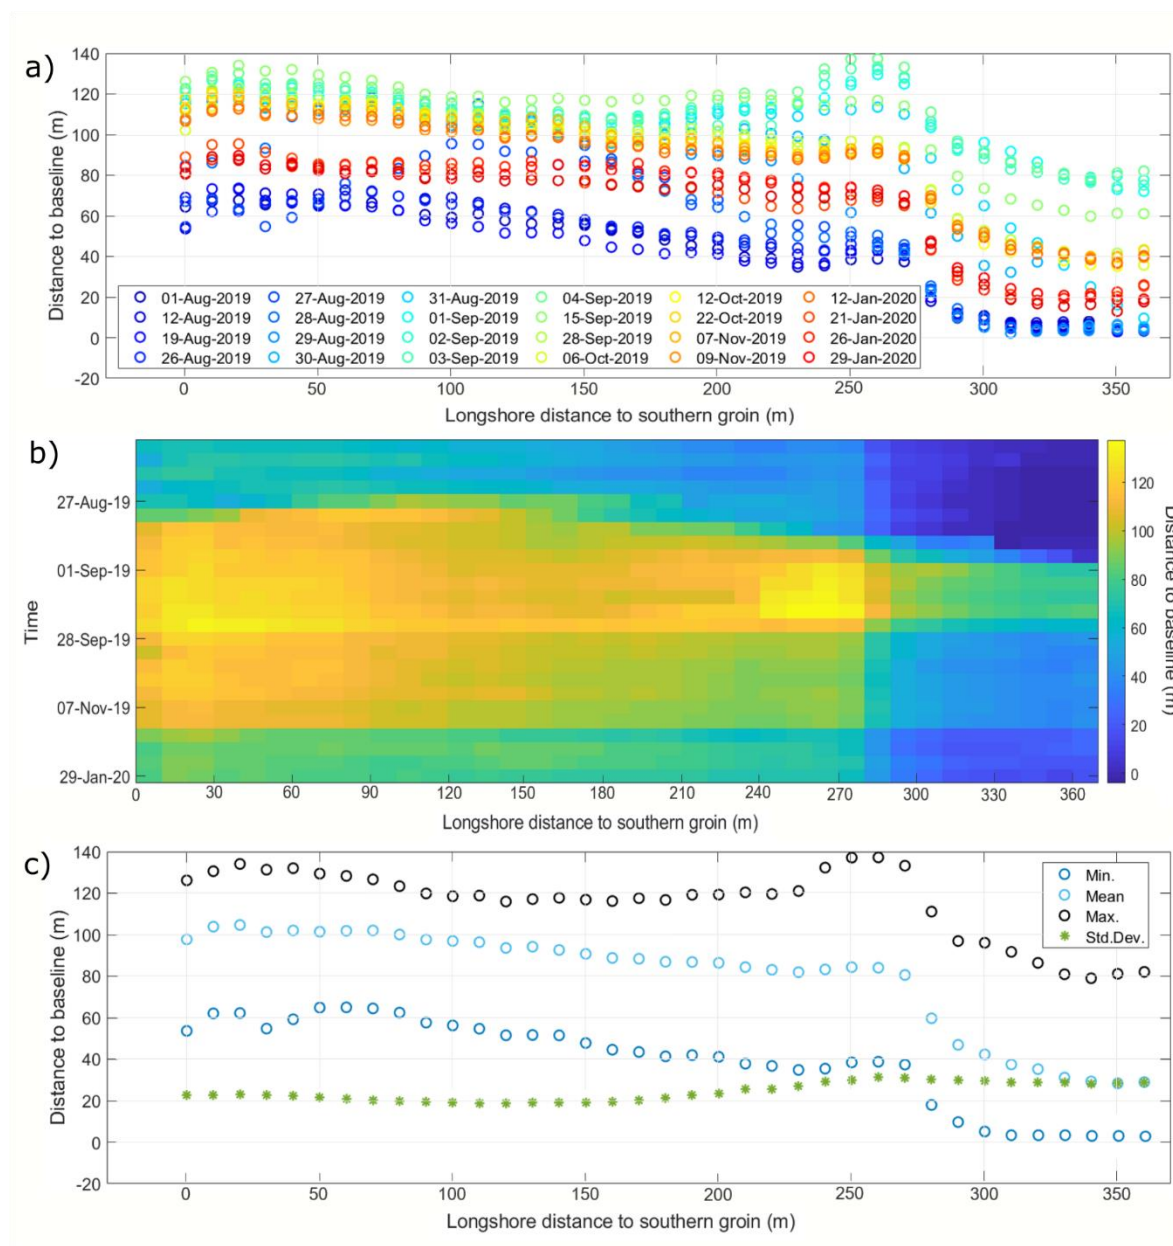 a)
Distance to baseline (m)
140
120
100
80
60
40
20
0
-20
01-Aug-2019 27-Aug-2019 31-Aug-2019 04-Sep-2019 12-Oct-2019 12-Jan-2020
12-Aug-2019 28-Aug-2019 01-Sep-2019 15-Sep-2019 22-Oct-2019 21-Jan-2020
19-Aug-2019 29-Aug-2019 02-Sep-2019 28-Sep-2019 07-Nov-2019 26-Jan-2020
26-Aug-2019 30-Aug-2019 03-Sep-2019 06-Oct-2019 09-Nov-2019 29-Jan-2020
0 50 100 150 200 250 300 350
Longshore distance to southern groin (m)
b)
Time
27-Aug-19
01-Sep-19
28-Sep-19
07-Nov-19
29-Jan-20
0 30 60 90 120 150 180 210 240 270 300 330 360
Longshore distance to southern groin (m)
120
100
80
60
40
20
0
Distance to baseline (m)
c)
Distance to baseline (m)
140
120
100
80
60
40
20
0
-20
Min.
Mean
Max.
Std.Dev.
0 50 100 150 200 250 300 350
Longshore distance to southern groin (m)